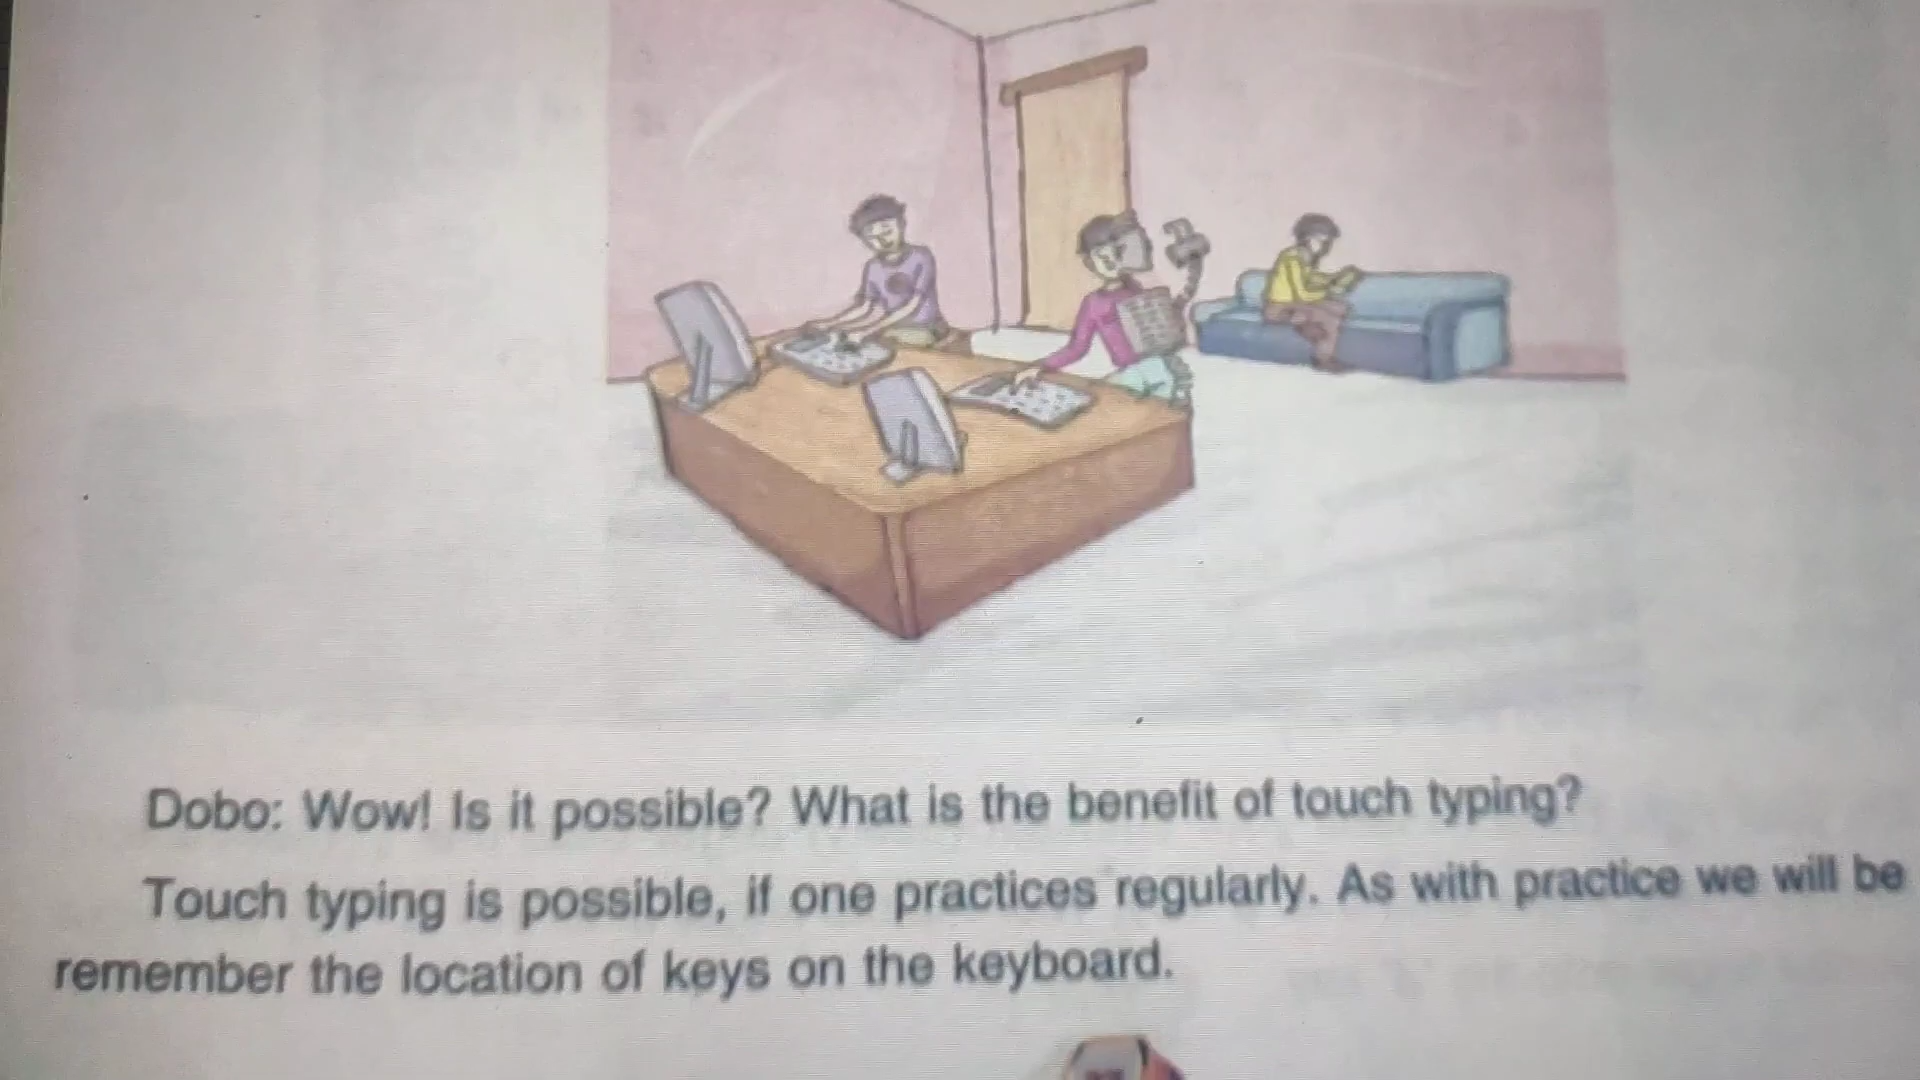 Dobo: Wow! Is it possible? What is the benefit of touch typing?
Touch typing is possible, if one practices regularly. As with practice we will be
remember the location of keys on the keyboard.